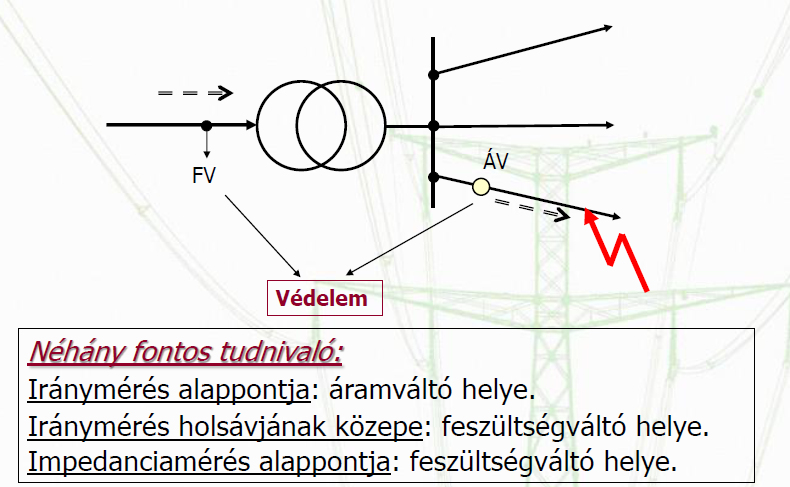 FV
ÁV
Védelem
Néhány fontos tudnivaló:
Iránymérés alappontja: áramváltó helye.
Iránymérés holsávjának közepe: feszültségváltó helye.
Impedanciamérés alappontja: feszültségváltó helye.